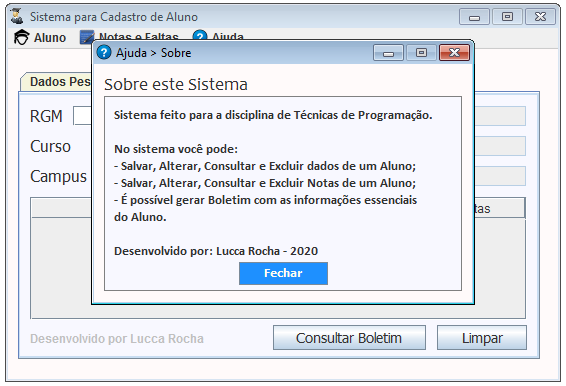 Sistema para Cadastro de Aluno
Aluno Notas e Faltas Ajuda
Ajuda > Sobre
Sobre este Sistema
Dados Pes
Sistema feito para a disciplina de Técnicas de Programação.
RGM
No sistema você pode:
Curso
- Salvar, Alterar, Consultar e Excluir dados de um Aluno;
Campus
- Salvar, Alterar, Consultar e Excluir Notas de um Aluno;
- É possível gerar Boletim com as informações essenciais
do Aluno.
Desenvolvido por: Lucca Rocha - 2020
Fechar
Desenvolvido por Lucca Rocha
Consultar Boletim
Limpar